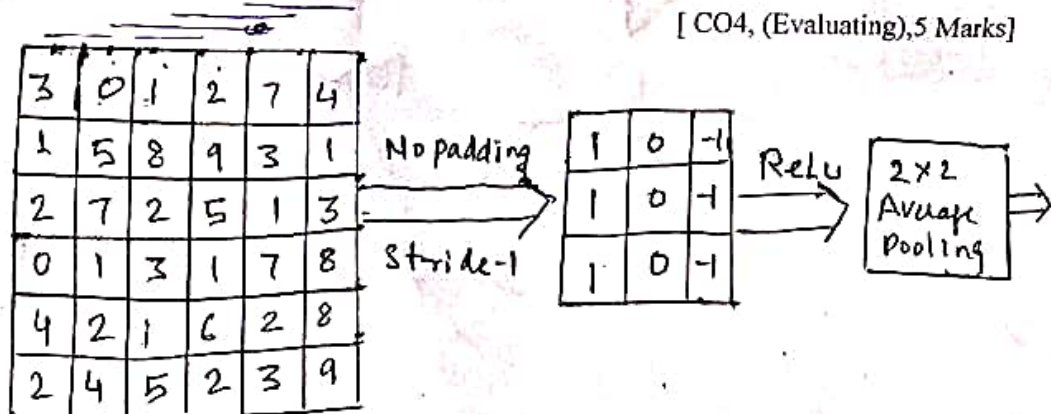 [ CO4, (Evaluating),5 Marks]
3 0 1 2 7 4
1 5 8 9 3 1
2 7 2 5 1 3
0 1 3 1 7 8
4 2 1 6 2 8
2 4 5 2 3 9
No padding
Stride-1
1 0 -1
1 0 -1
1 0 -1
Relu
2x2
Average
Pooling